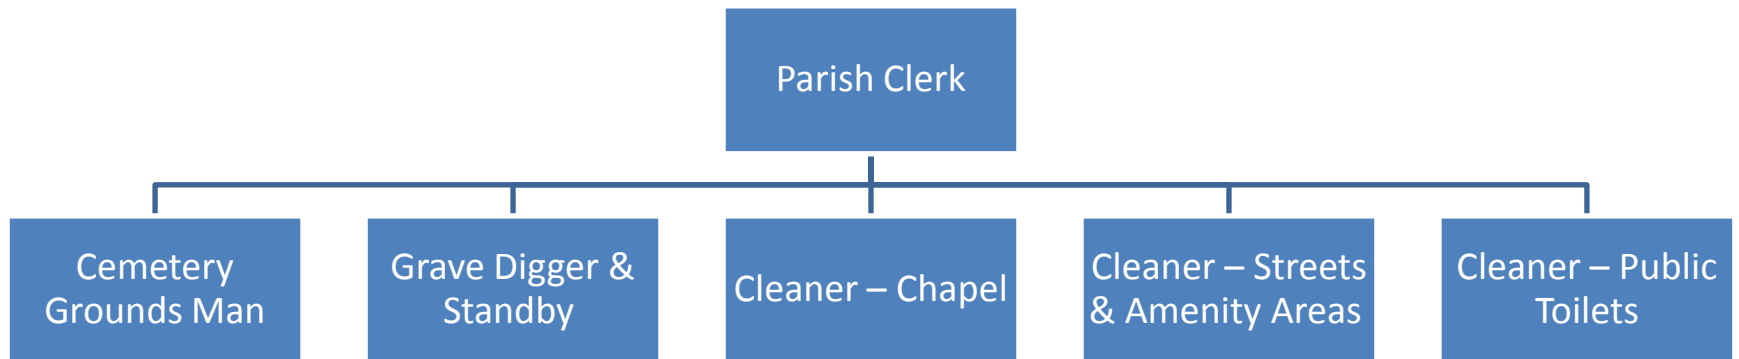 Parish Clerk
Cemetery
Grounds Man
Grave Digger &
Standby
Cleaner – Chapel
Cleaner – Streets
& Amenity Areas
Cleaner – Public
Toilets